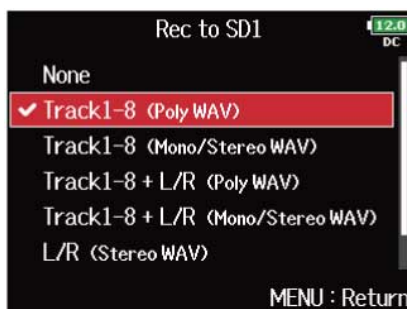 Rec to SD1
12.0
DC
None
Track1-8 (Poly WAV)
Track1-8 (Mono/Stereo WAV)
Track1-8 + L/R (Poly WAV)
Track1-8 + L/R (Mono/Stereo WAV)
L/R (Stereo WAV)
MENU : Return